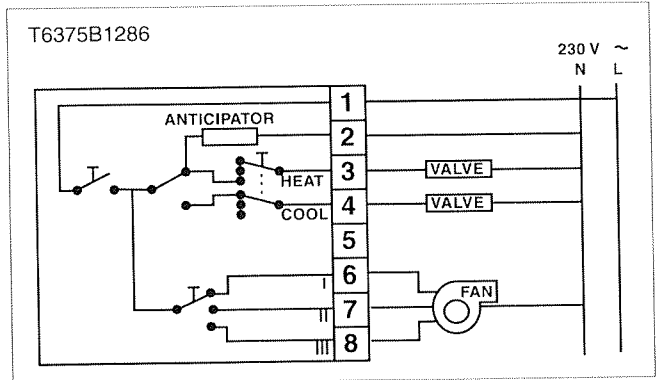 T6375B1286
230 V ~
N L
1
ANTICIPATOR
2
T
T
HEAT
3
VALVE
COOL
4
VALVE
5
I
6
T
II
7
FAN
III
8